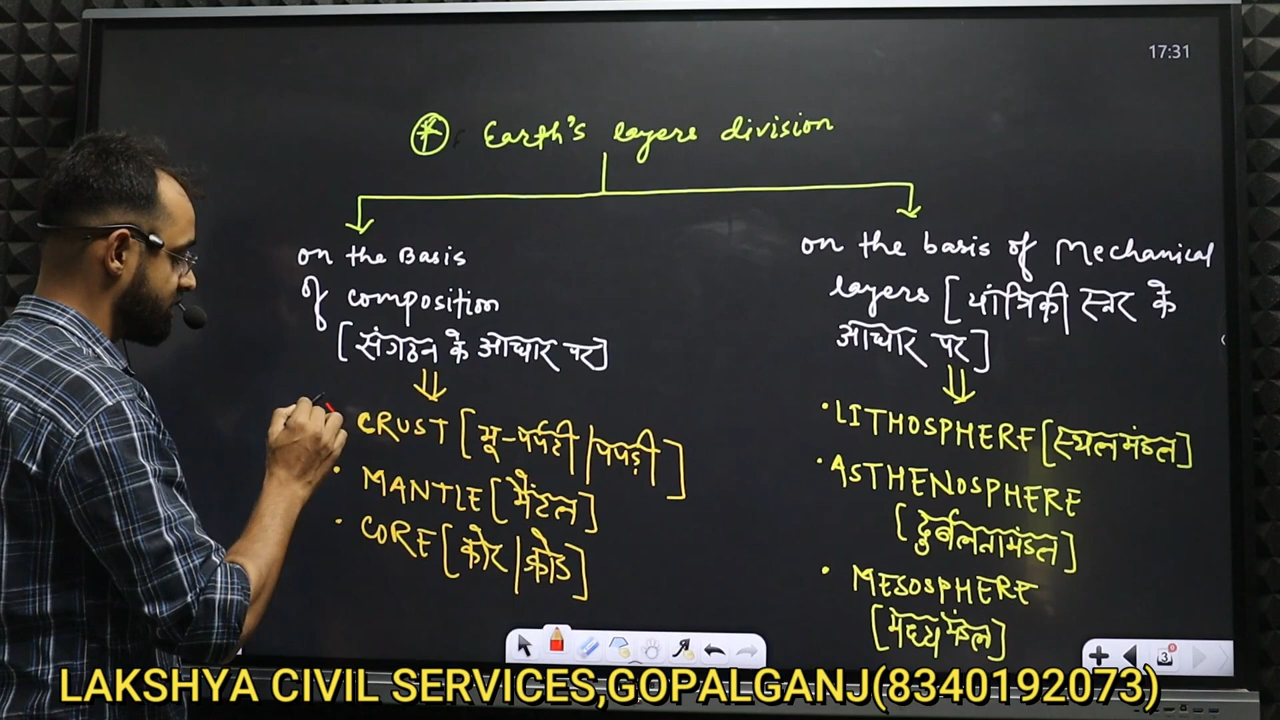 17:31
Earth's layers division
on the Basis
of composition
[संगठन के आधार पर]
CRUST [भू-पर्पटी/पपड़ी]
MANTLE [मैंटल]
CORE [कोर/क्रोड]
on the basis of Mechanical
layers [यांत्रिकी स्तर के
आधार पर]
LITHOSPHERE [स्थलमंडल]
ASTHENOSPHERE
[दुर्बलतामंडल]
MESOSPHERE
[मध्यमंडल]
3
LAKSHYA CIVIL SERVICES,GOPALGANJ(8340192073)